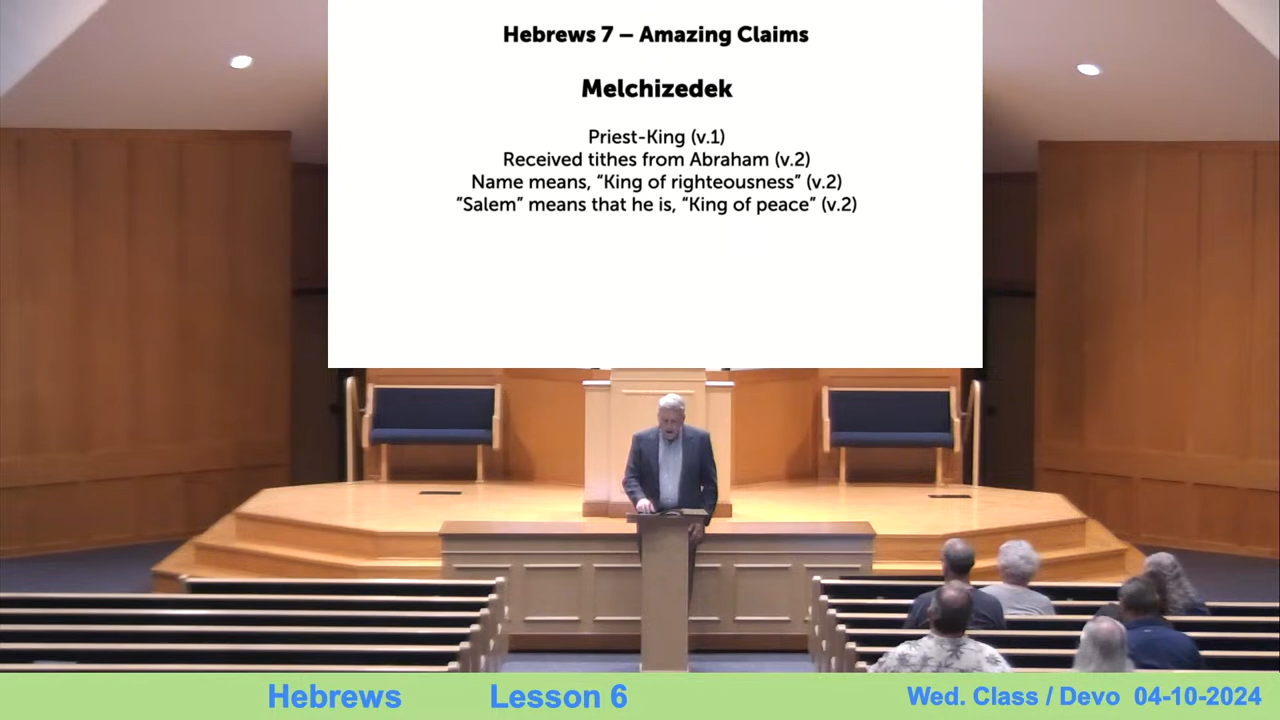 Hebrews 7 – Amazing Claims
Melchizedek
Priest-King (v.1)
Received tithes from Abraham (v.2)
Name means, “King of righteousness” (v.2)
“Salem” means that he is, “King of peace” (v.2)
Hebrews Lesson 6 Wed. Class / Devo 04-10-2024